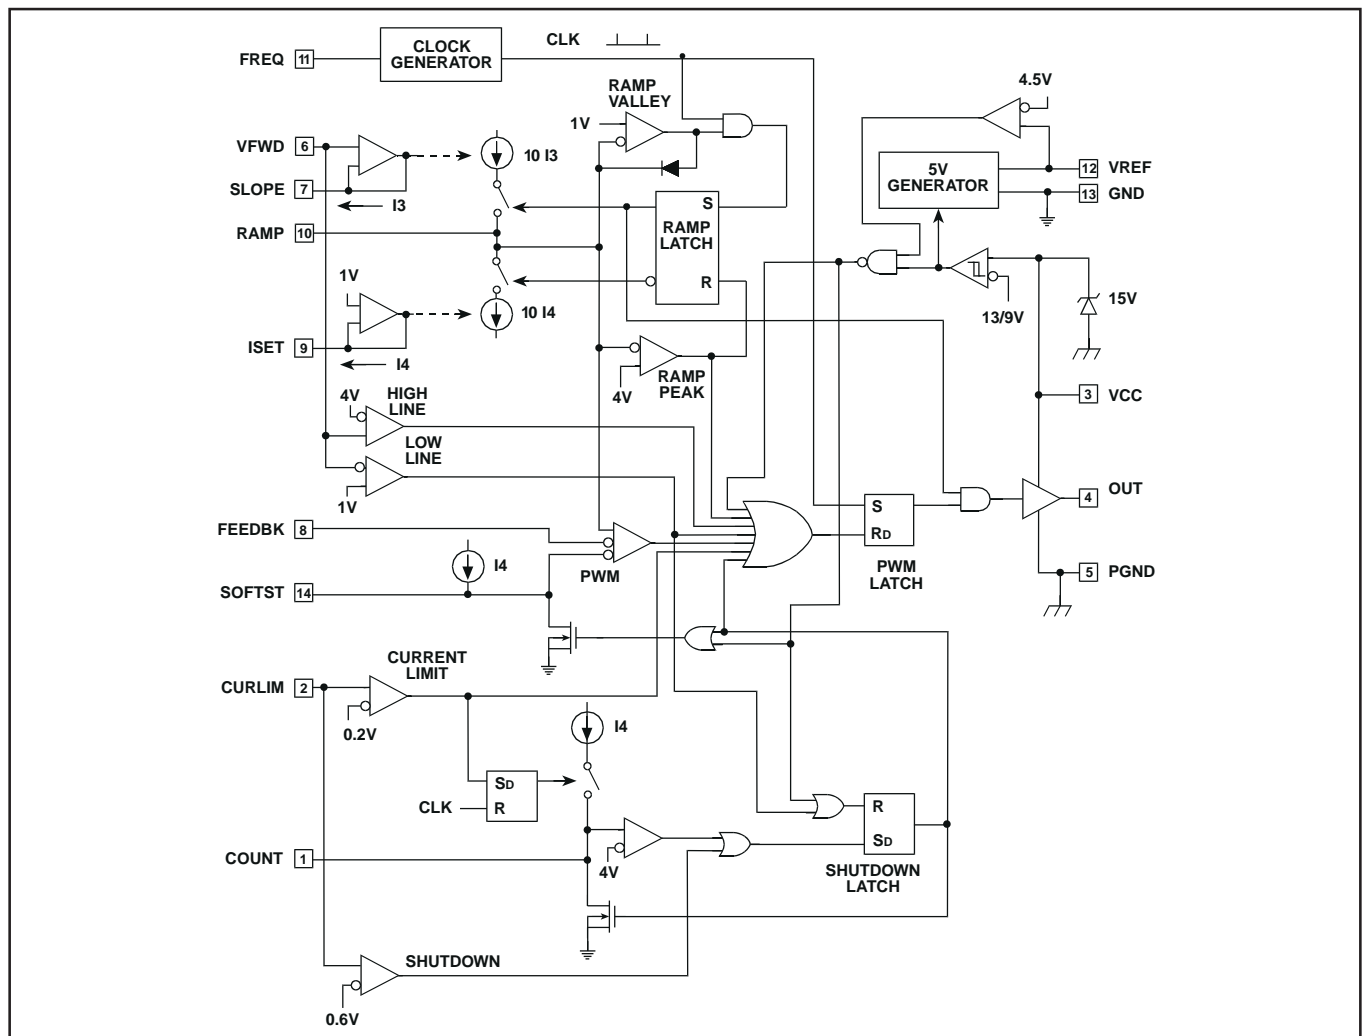 CLK
FREQ 11
CLOCK
GENERATOR
4.5V
RAMP
VALLEY
1V
VFWD 6
10 I3
5V
GENERATOR
12 VREF
SLOPE 7
I3
13 GND
S
RAMP
LATCH
R
RAMP 10
1V
10 I4
13/9V
15V
ISET 9
I4
RAMP
PEAK
4V
4V
HIGH
LINE
3 VCC
LOW
LINE
1V
4 OUT
S
RD
PWM
LATCH
FEEDBK 8
PWM
I4
5 PGND
SOFTST 14
CURRENT
LIMIT
CURLIM 2
0.2V
I4
SD
R
CLK
R
SD
SHUTDOWN
LATCH
COUNT 1
4V
SHUTDOWN
0.6V